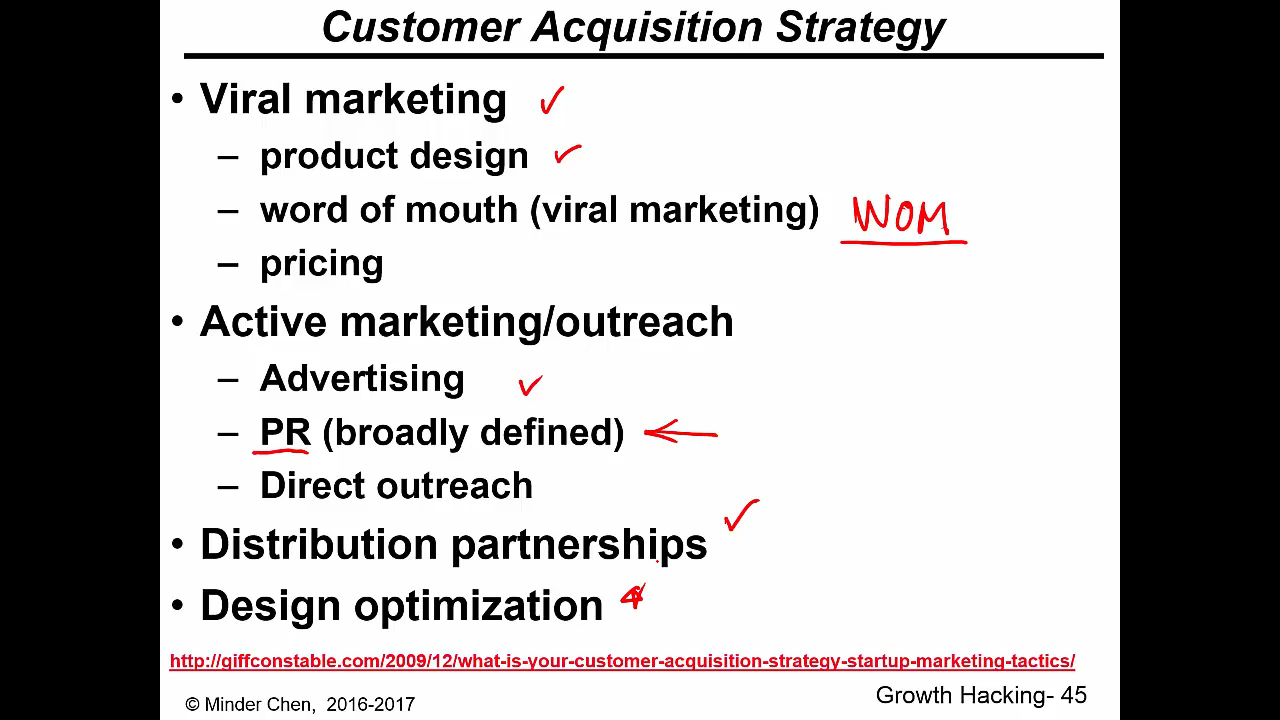 Customer Acquisition Strategy
• Viral marketing ✓
– product design ✓
– word of mouth (viral marketing) WOM
– pricing
• Active marketing/outreach
– Advertising ✓
– PR (broadly defined) ←
– Direct outreach
• Distribution partnerships ✓
• Design optimization
http://giffconstable.com/2009/12/what-is-your-customer-acquisition-strategy-startup-marketing-tactics/
© Minder Chen, 2016-2017 Growth Hacking- 45